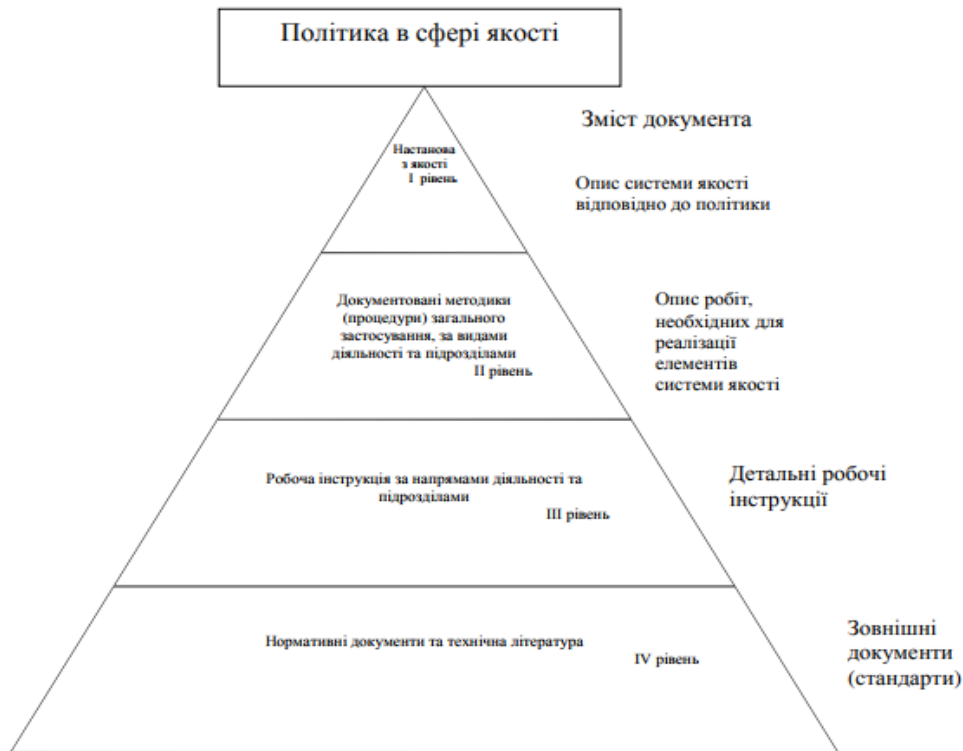 Політика в сфері якості
Зміст документа
Настанова
з якості
І рівень
Опис системи якості
відповідно до політики
Документовані методики
(процедури) загального
застосування, за видами
діяльності та підрозділами
ІІ рівень
Опис робіт,
необхідних для
реалізації
елементів
системи якості
Робоча інструкція за напрямами діяльності та
підрозділами
ІІІ рівень
Детальні робочі
інструкції
Нормативні документи та технічна література
IV рівень
Зовнішні
документи
(стандарти)